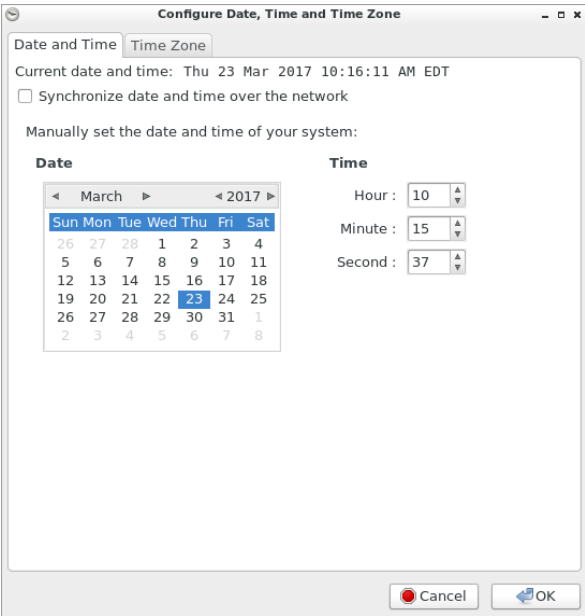 Configure Date, Time and Time Zone
Date and Time Time Zone
Current date and time: Thu 23 Mar 2017 10:16:11 AM EDT
Synchronize date and time over the network
Manually set the date and time of your system:
Date
March 2017
Sun Mon Tue Wed Thu Fri Sat
26 27 28 1 2 3 4
5 6 7 8 9 10 11
12 13 14 15 16 17 18
19 20 21 22 23 24 25
26 27 28 29 30 31 1
2 3 4 5 6 7 8
Time
Hour : 10
Minute : 15
Second : 37
Cancel OK